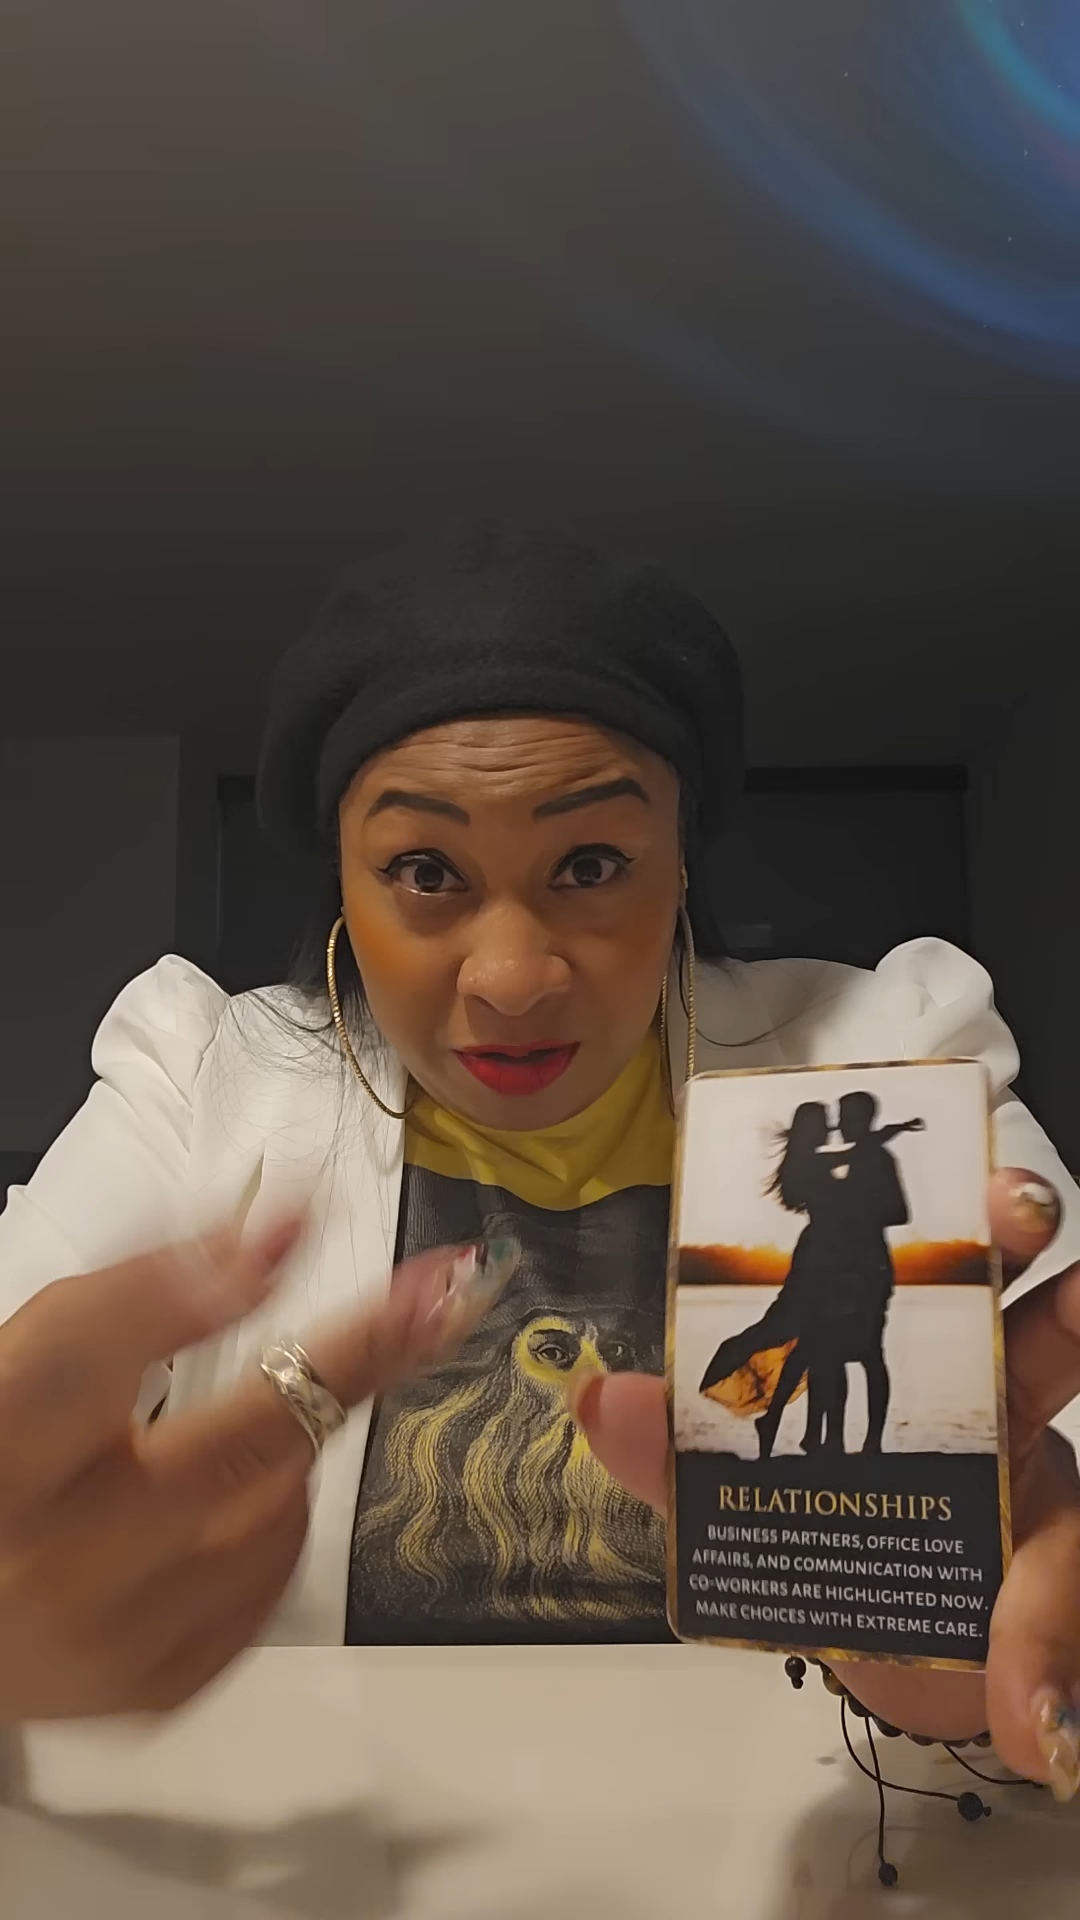 RELATIONSHIPS
BUSINESS PARTNERS, OFFICE LOVE
AFFAIRS, AND COMMUNICATION WITH
CO-WORKERS ARE HIGHLIGHTED NOW.
MAKE CHOICES WITH EXTREME CARE.